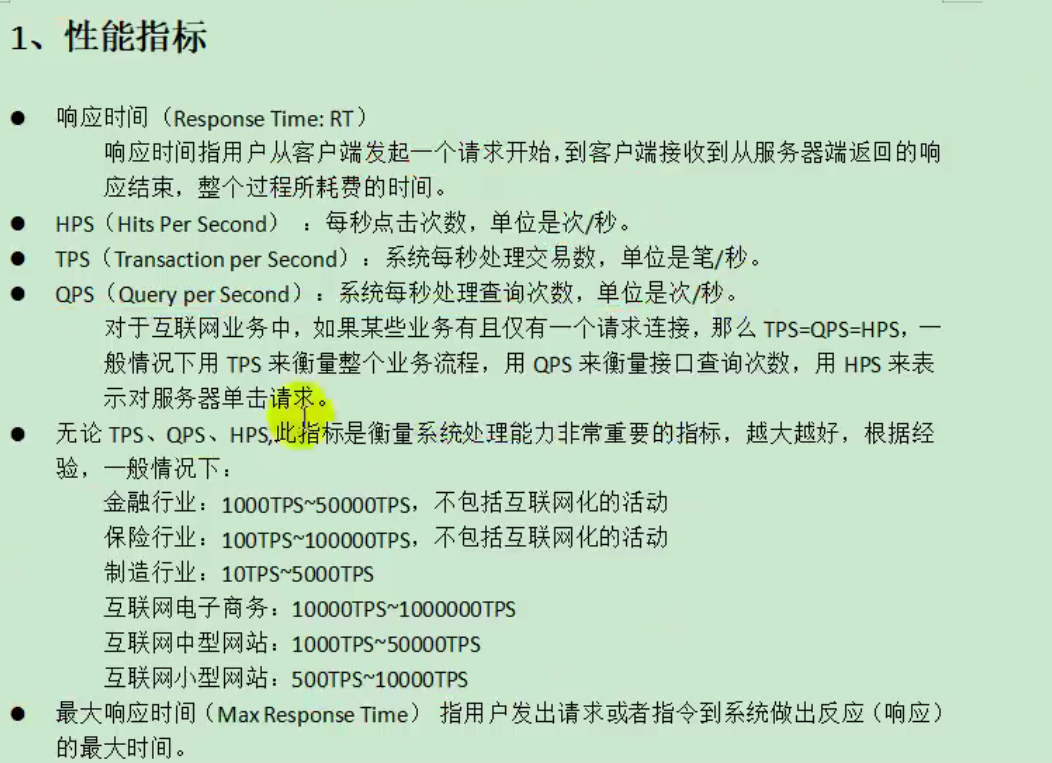 1、性能指标
● 响应时间（Response Time: RT）
响应时间指用户从客户端发起一个请求开始,到客户端接收到从服务器端返回的响
应结束，整个过程所耗费的时间。
● HPS（Hits Per Second）：每秒点击次数，单位是次/秒。
● TPS（Transaction per Second）：系统每秒处理交易数，单位是笔/秒。
● QPS（Query per Second）：系统每秒处理查询次数，单位是次/秒。
对于互联网业务中，如果某些业务有且仅有一个请求连接，那么 TPS=QPS=HPS，一
般情况下用 TPS 来衡量整个业务流程，用 QPS 来衡量接口查询次数，用 HPS 来表
示对服务器单击请求。
● 无论 TPS、QPS、HPS,此指标是衡量系统处理能力非常重要的指标，越大越好，根据经
验，一般情况下：
金融行业：1000TPS~50000TPS，不包括互联网化的活动
保险行业：100TPS~100000TPS，不包括互联网化的活动
制造行业：10TPS~5000TPS
互联网电子商务：10000TPS~1000000TPS
互联网中型网站：1000TPS~50000TPS
互联网小型网站：500TPS~10000TPS
● 最大响应时间（Max Response Time） 指用户发出请求或者指令到系统做出反应（响应）
的最大时间。